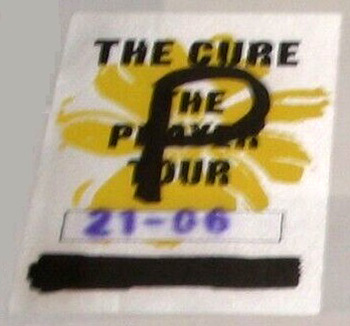 THE CURE
THE
PRAYER
TOUR
P
21-06